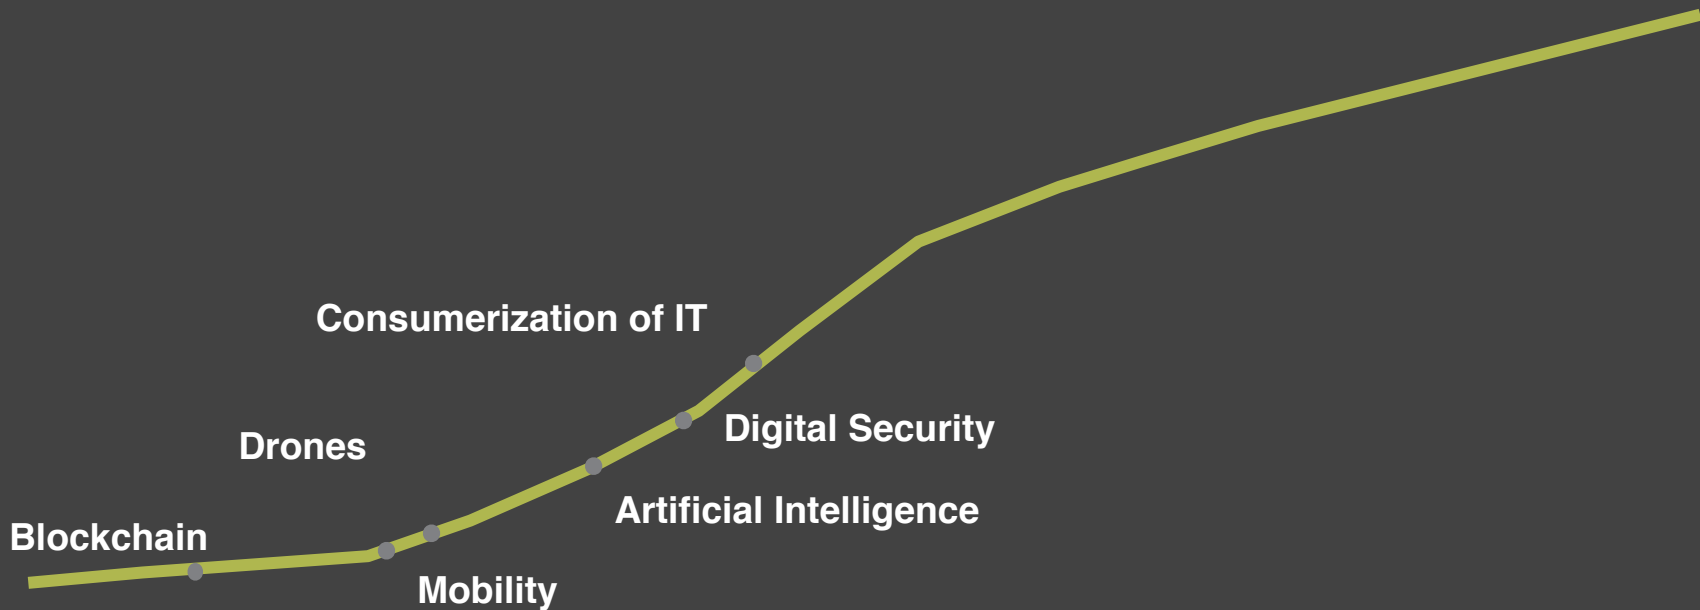 Consumerization of IT
Digital Security
Drones
Artificial Intelligence
Blockchain
Mobility